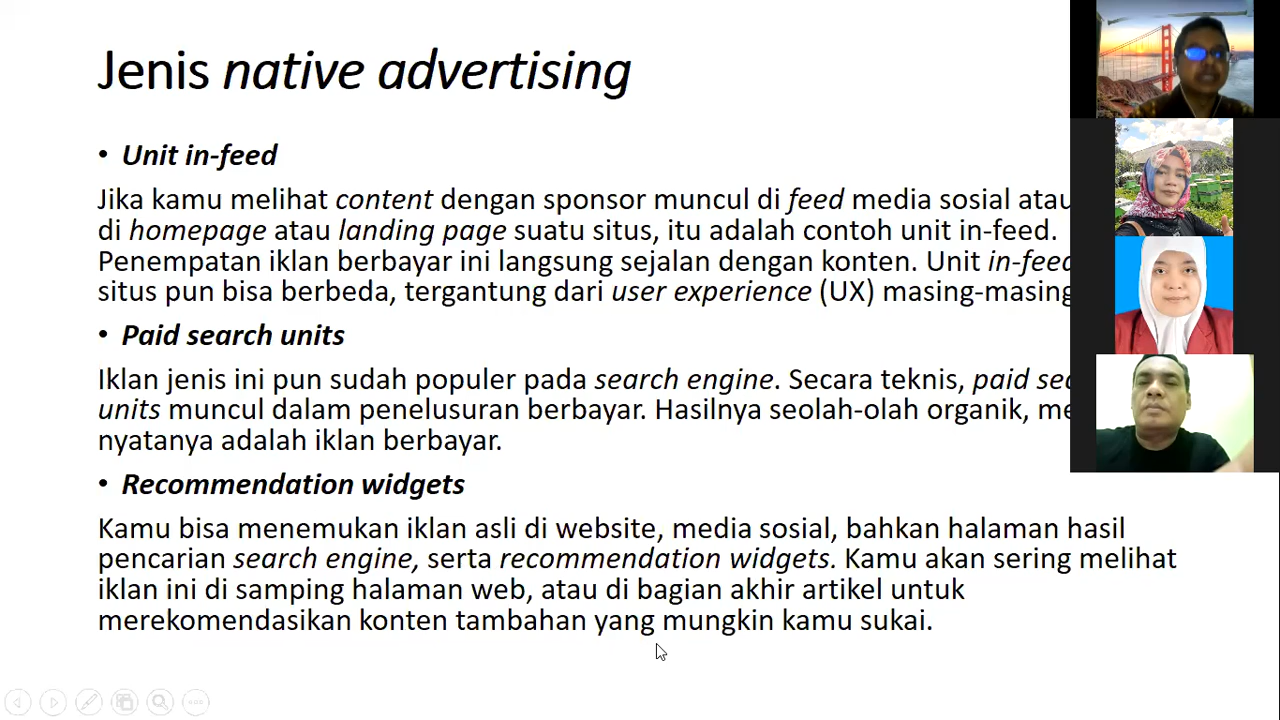 Jenis native advertising
• Unit in-feed
Jika kamu melihat content dengan sponsor muncul di feed media sosial atau
di homepage atau landing page suatu situs, itu adalah contoh unit in-feed.
Penempatan iklan berbayar ini langsung sejalan dengan konten. Unit in-feed
situs pun bisa berbeda, tergantung dari user experience (UX) masing-masing
• Paid search units
Iklan jenis ini pun sudah populer pada search engine. Secara teknis, paid
units muncul dalam penelusuran berbayar. Hasilnya seolah-olah organik,
nyatanya adalah iklan berbayar.
• Recommendation widgets
Kamu bisa menemukan iklan asli di website, media sosial, bahkan halaman hasil
pencarian search engine, serta recommendation widgets. Kamu akan sering melihat
iklan ini di samping halaman web, atau di bagian akhir artikel untuk
merekomendasikan konten tambahan yang mungkin kamu sukai.